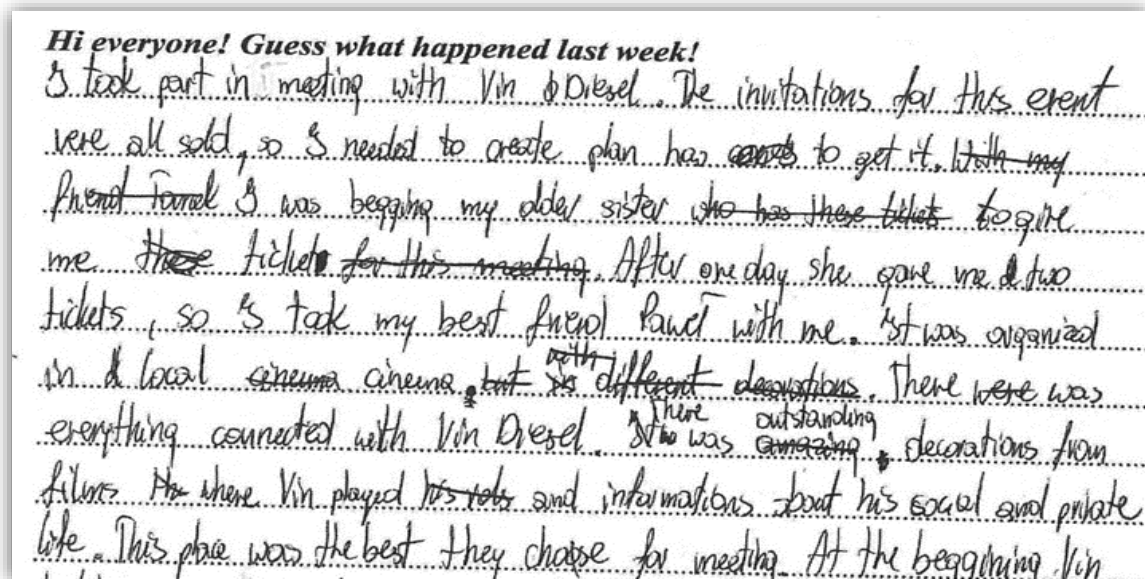 Hi everyone! Guess what happened last week!
I took part in meeting with Vin Diesel. The invitations for this event
were all sold, so I needed to create plan how to get it. With my
friend Paweł I was begging my older sister who has these tickets to give
me these ticket for this meeting. After one day she gave me two
tickets, so I took my best friend Paweł with me. It was organized
in local cinema cinema, but with different decorations. There were was
everything connected with Vin Diesel. There was outstanding amazing decorations from
films where Vin played his role and informations about his social and private
life. This place was the best they choose for meeting. At the beggining Vin